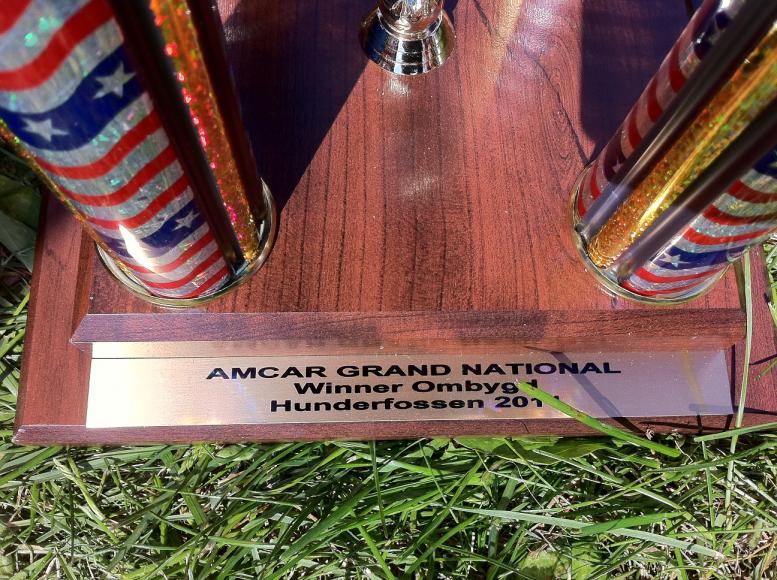 AMCAR GRAND NATIONAL
Winner Ombygd
Hunderfossen